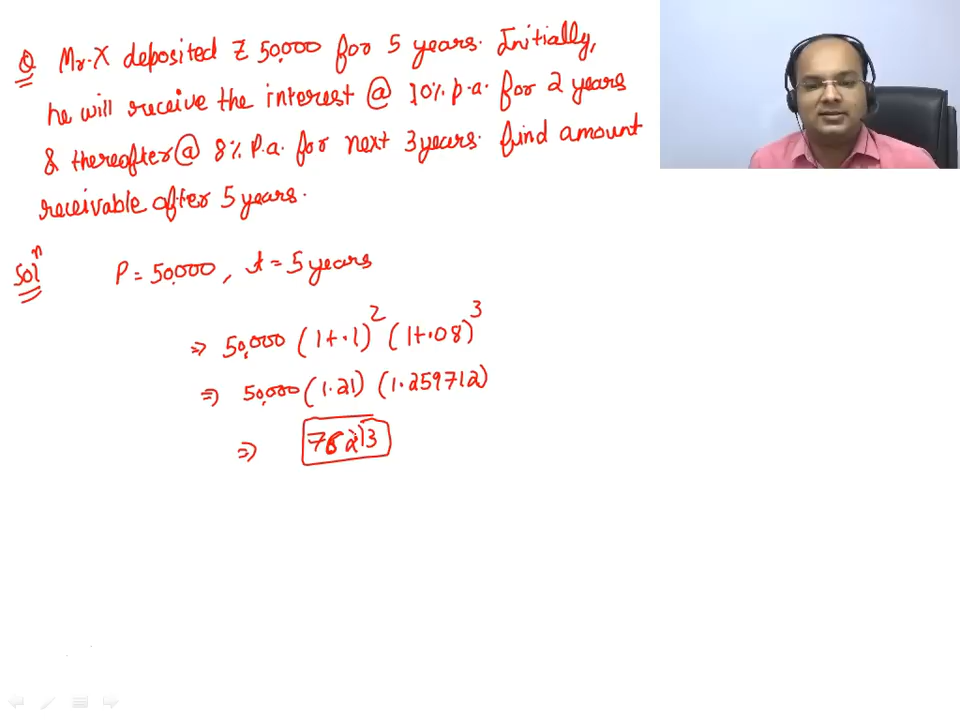 Q Mr.X deposited ₹ 50,000 for 5 years. Initially,
he will receive the interest @ 10% p.a. for 2 years
& thereafter @ 8% P.a. for next 3 years. find amount
receivable after 5 years.
Solⁿ P = 50,000, t = 5 years
⇒ 50,000 (1+.1)² (1+.08)³
⇒ 50,000 (1.21) (1.259712)
⇒ 76213